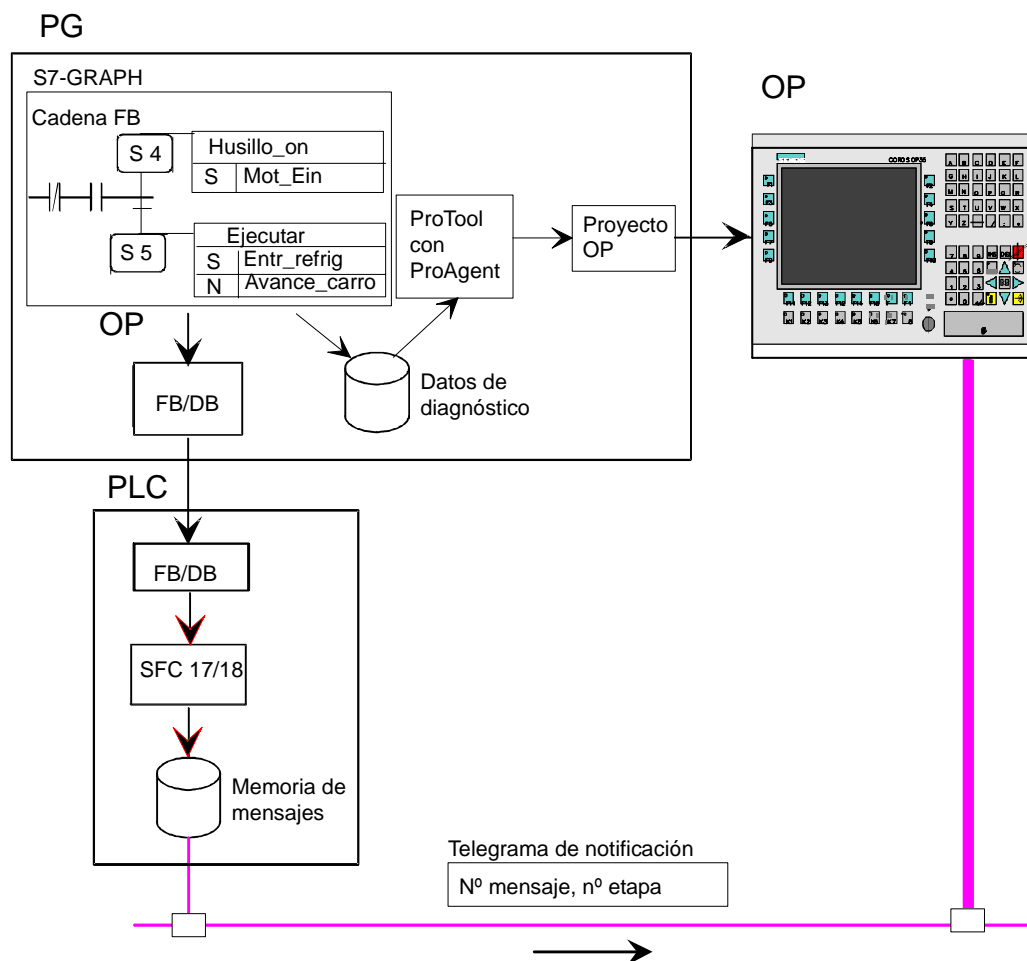 PG
S7-GRAPH
Cadena FB
S 4
Husillo_on
S Mot_Ein
S 5
Ejecutar
S Entr_refrig
N Avance_carro
ProTool
con
ProAgent
Proyecto
OP
OP
COROS OP35
OP
FB/DB
Datos de
diagnóstico
PLC
FB/DB
SFC 17/18
Memoria de
mensajes
Telegrama de notificación
Nº mensaje, nº etapa